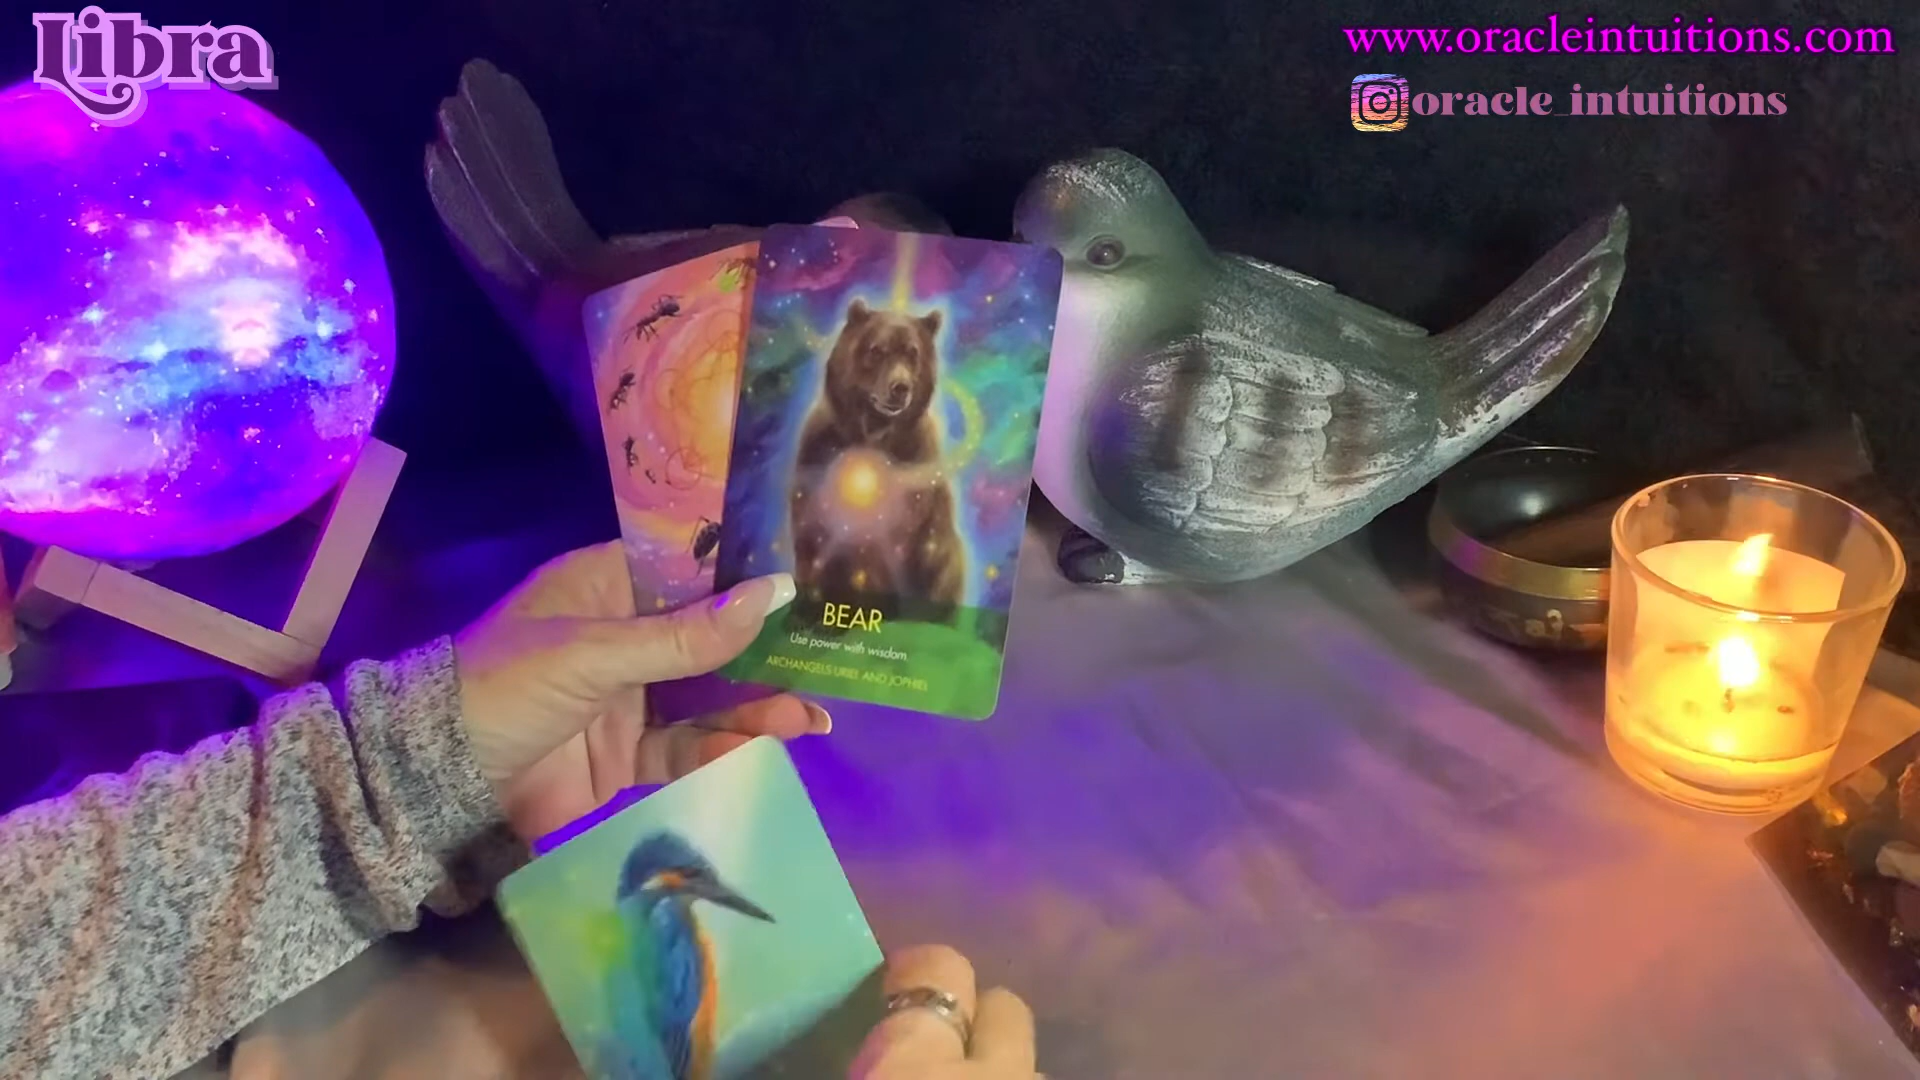 Libra
www.oracleintuitions.com
oracle_intuitions
BEAR
Use power with wisdom
ARCHANGELS URIEL AND JOPHIEL